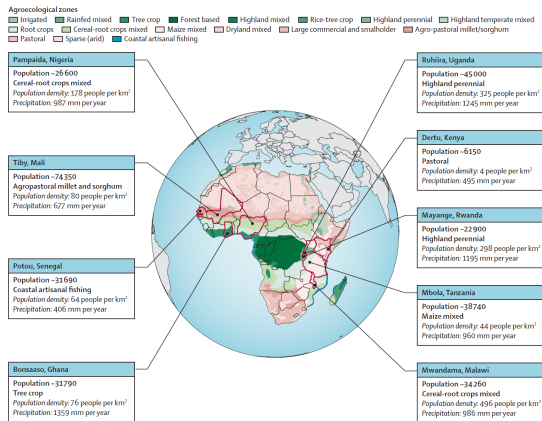 Agroecological zones
Irrigated Rainfed mixed Tree crop Forest based Highland mixed Rice-tree crop Highland perennial Highland temperate mixed
Root crops Cereal-root crops mixed Maize mixed Dryland mixed Large commercial and smallholder Agro-pastoral millet/sorghum
Pastoral Sparse (arid) Coastal artisanal fishing
Pampaida, Nigeria
Population ~26 600
Cereal-root crops mixed
Population density: 178 people per km²
Precipitation: 987 mm per year
Tiby, Mali
Population ~74 350
Agropastoral millet and sorghum
Population density: 80 people per km²
Precipitation: 677 mm per year
Potou, Senegal
Population ~31 690
Coastal artisanal fishing
Population density: 64 people per km²
Precipitation: 406 mm per year
Bonsaaso, Ghana
Population ~31 790
Tree crop
Population density: 76 people per km²
Precipitation: 1359 mm per year
Ruhiira, Uganda
Population ~45 000
Highland perennial
Population density: 325 people per km²
Precipitation: 1245 mm per year
Dertu, Kenya
Population ~6150
Pastoral
Population density: 4 people per km²
Precipitation: 495 mm per year
Mayange, Rwanda
Population ~22 900
Highland perennial
Population density: 298 people per km²
Precipitation: 1195 mm per year
Mbola, Tanzania
Population ~38 740
Maize mixed
Population density: 44 people per km²
Precipitation: 960 mm per year
Mwandama, Malawi
Population ~34 260
Cereal-root crops mixed
Population density: 496 people per km²
Precipitation: 986 mm per year